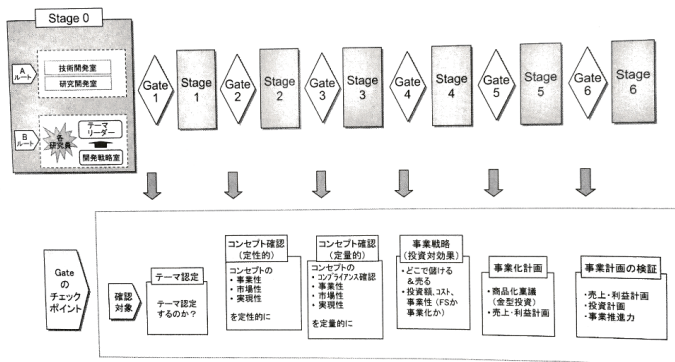 Stage 0
A
ルート
技術開発室
研究開発室
B
ルート
各
研究員
テーマ
リーダー
開発戦略室
Gate
1
Stage
1
Gate
2
Stage
2
Gate
3
Stage
3
Gate
4
Stage
4
Gate
5
Stage
5
Gate
6
Stage
6
Gate
の
チェック
ポイント
確認
対象
テーマ認定
テーマ認定
するのか?
コンセプト確認
(定性的)
コンセプトの
・ 事業性
・ 市場性
・ 実現性
を定性的に
コンセプト確認
(定量的)
コンセプトの
・ コンプライアンス確認
・ 事業性
・ 市場性
・ 実現性
を定量的に
事業戦略
(投資対効果)
・どこで儲ける
&売る
・投資額、コスト、
事業性(FSか
事業化か)
事業化計画
・商品化稟議
(金型投資)
・売上・利益計画
事業計画の検証
・売上・利益計画
・投資計画
・事業推進力